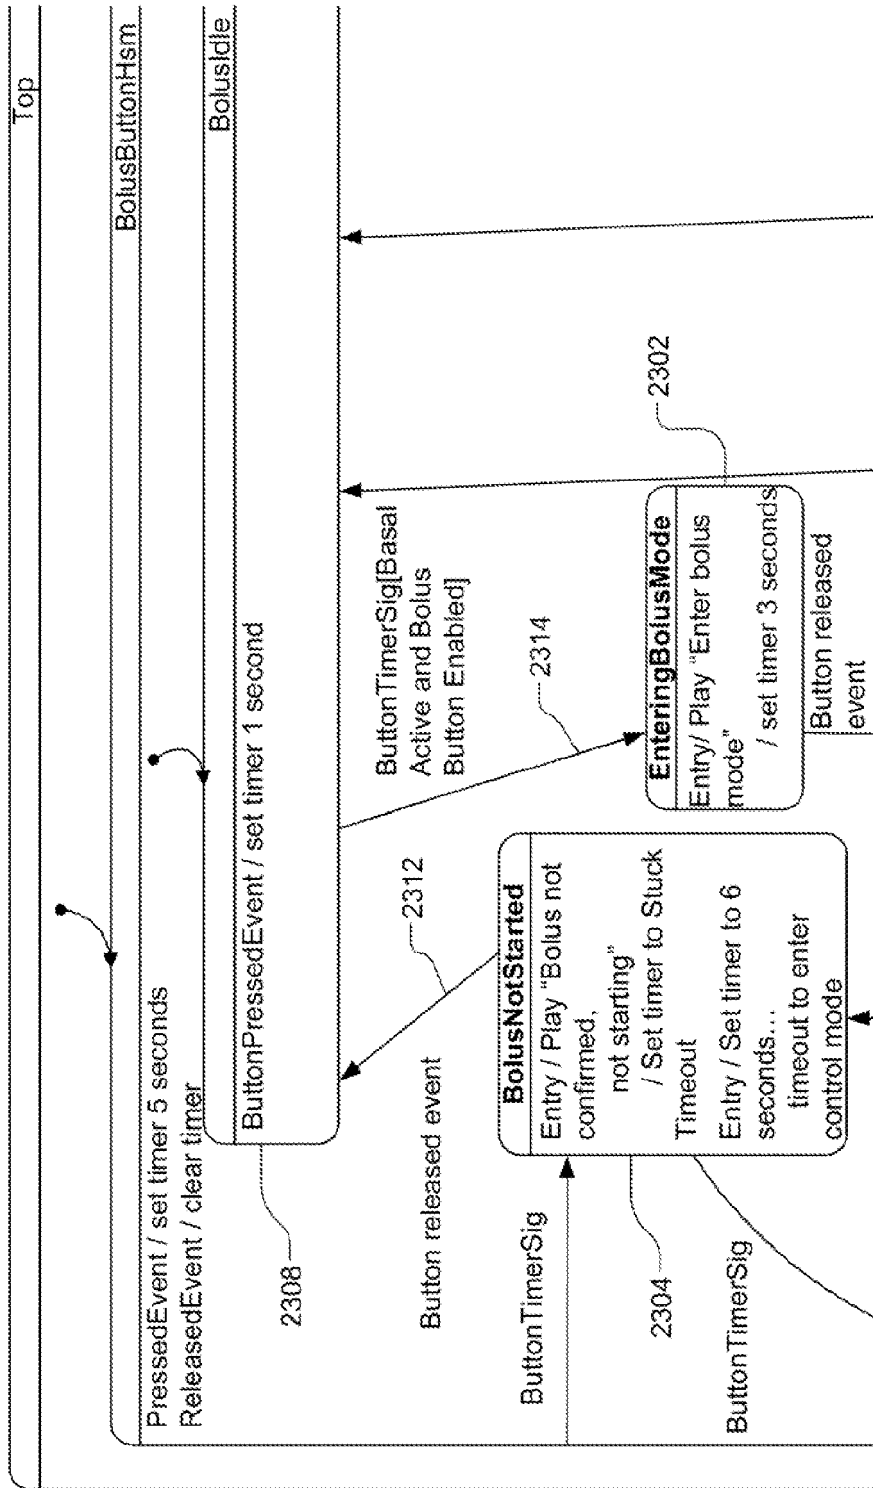 Top
BolusButtonHsm
PressedEvent / set timer 5 seconds
ReleasedEvent / clear timer
BolusIdle
ButtonPressedEvent / set timer 1 second
2308
Button released event
2312
ButtonTimerSig[Basal
Active and Bolus
Button Enabled]
2314
ButtonTimerSig
BolusNotStarted
Entry / Play "Bolus not
confirmed,
not starting"
/ Set timer to Stuck
Timeout
Entry / Set timer to 6
seconds...
timeout to enter
control mode
2304
ButtonTimerSig
EnteringBolusMode
Entry/ Play "Enter bolus
mode"
/ set timer 3 seconds
2302
Button released
event